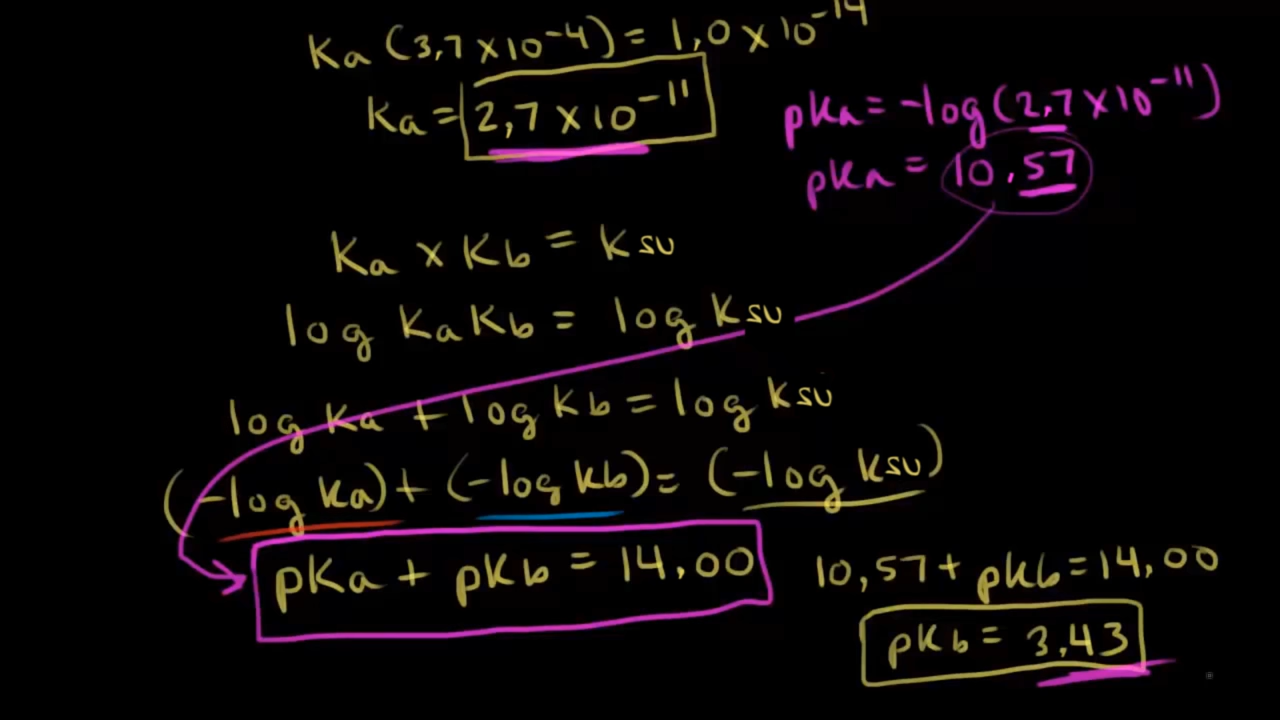 Ka (3,7 x 10⁻⁴) = 1,0 x 10⁻¹⁴
Ka = 2,7 x 10⁻¹¹
pKa = -log (2,7 x 10⁻¹¹)
pKa = 10,57
Ka x Kb = Ksu
log KaKb = log Ksu
log Ka + log Kb = log Ksu
(-log Ka) + (-log Kb) = (-log Ksu)
pKa + pKb = 14,00
10,57 + pKb = 14,00
pKb = 3,43